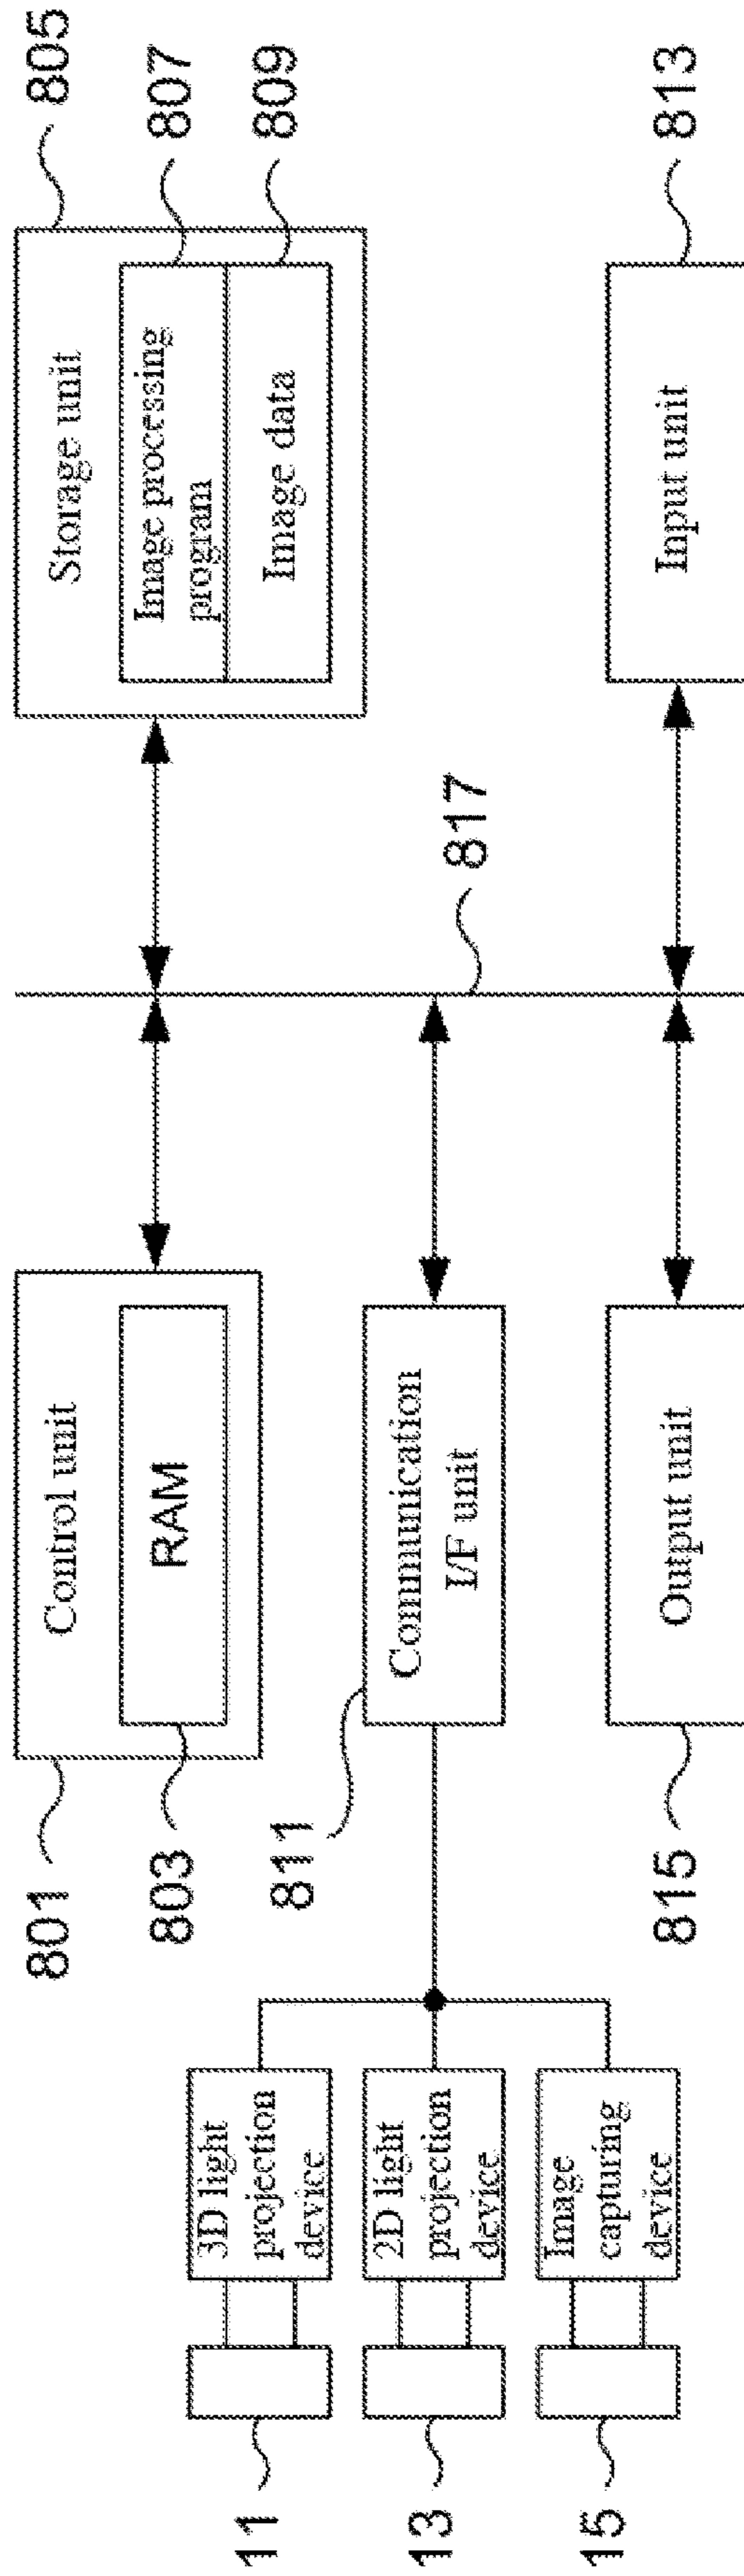 801
Control unit
803
RAM
Storage unit
805
Image processing
program
807
Image data
809
11
3D light
projection
device
811
Communication
I/F unit
817
13
2D light
projection
device
15
Image
capturing
device
815
Output unit
Input unit
813